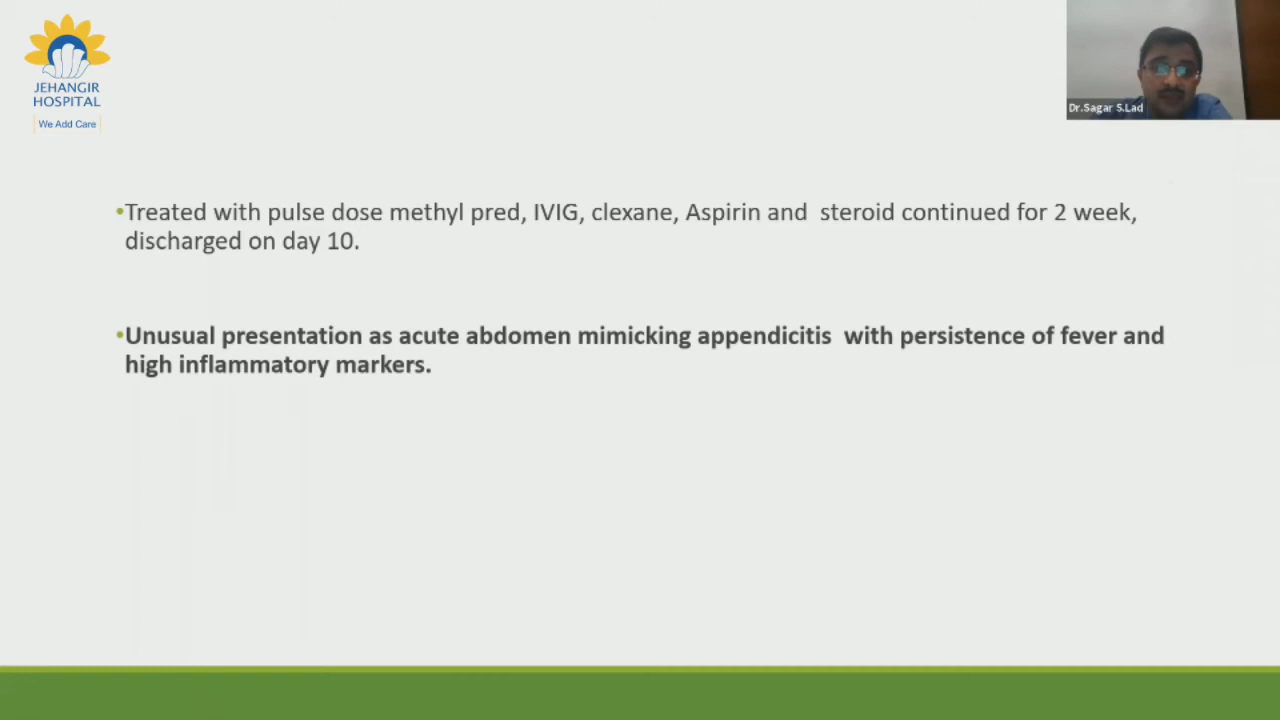 JEHANGIR
HOSPITAL
We Add Care
Dr.Sagar S.Lad
•Treated with pulse dose methyl pred, IVIG, clexane, Aspirin and  steroid continued for 2 week,
discharged on day 10.
•Unusual presentation as acute abdomen mimicking appendicitis  with persistence of fever and
high inflammatory markers.